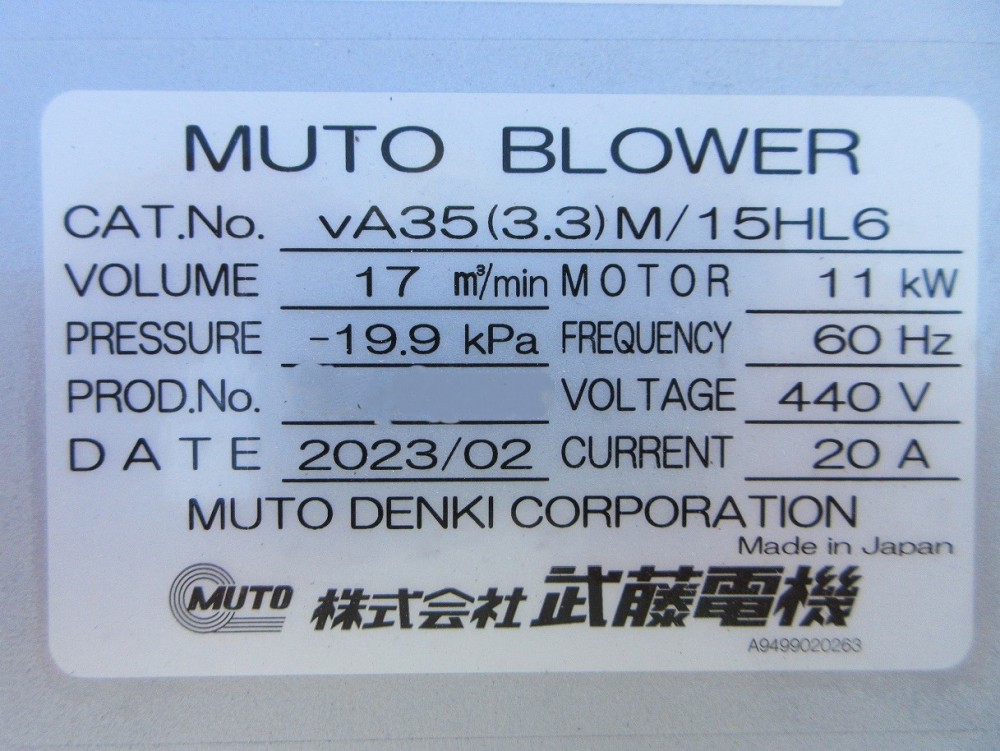 MUTO BLOWER
CAT.No. vA35(3.3)M/15HL6
VOLUME 17 m³/min MOTOR 11 kW
PRESSURE -19.9 kPa FREQUENCY 60 Hz
PROD.No. VOLTAGE 440 V
DATE 2023/02 CURRENT 20 A
MUTO DENKI CORPORATION
Made in Japan
MUTO 株式会社 武藤電機
A9499020263